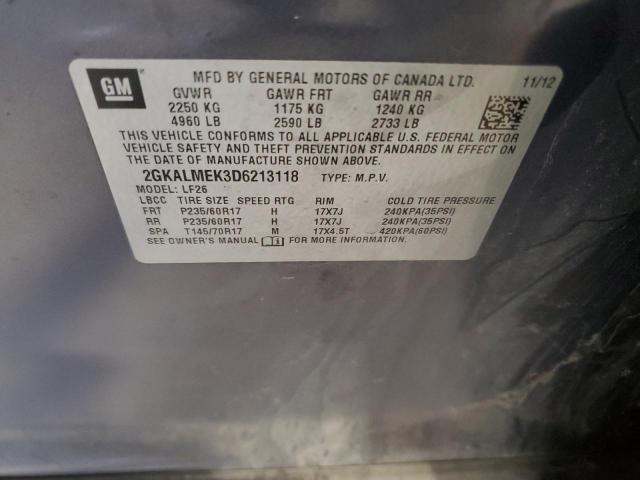 GM MFD BY GENERAL MOTORS OF CANADA LTD. 11/12
GVWR GAWR FRT GAWR RR
2250 KG 1175 KG 1240 KG
4960 LB 2590 LB 2733 LB
THIS VEHICLE CONFORMS TO ALL APPLICABLE U.S. FEDERAL MOTOR
VEHICLE SAFETY AND THEFT PREVENTION STANDARDS IN EFFECT ON
THE DATE OF MANUFACTURE SHOWN ABOVE.
2GKALMEK3D6213118 TYPE: M.P.V.
MODEL: LF26
LBCC TIRE SIZE SPEED RTG RIM COLD TIRE PRESSURE
FRT P235/60R17 H 17X7J 240KPA(35PSI)
RR P235/60R17 H 17X7J 240KPA(35PSI)
SPA T145/70R17 M 17X4.5T 420KPA(60PSI)
SEE OWNER'S MANUAL FOR MORE INFORMATION.